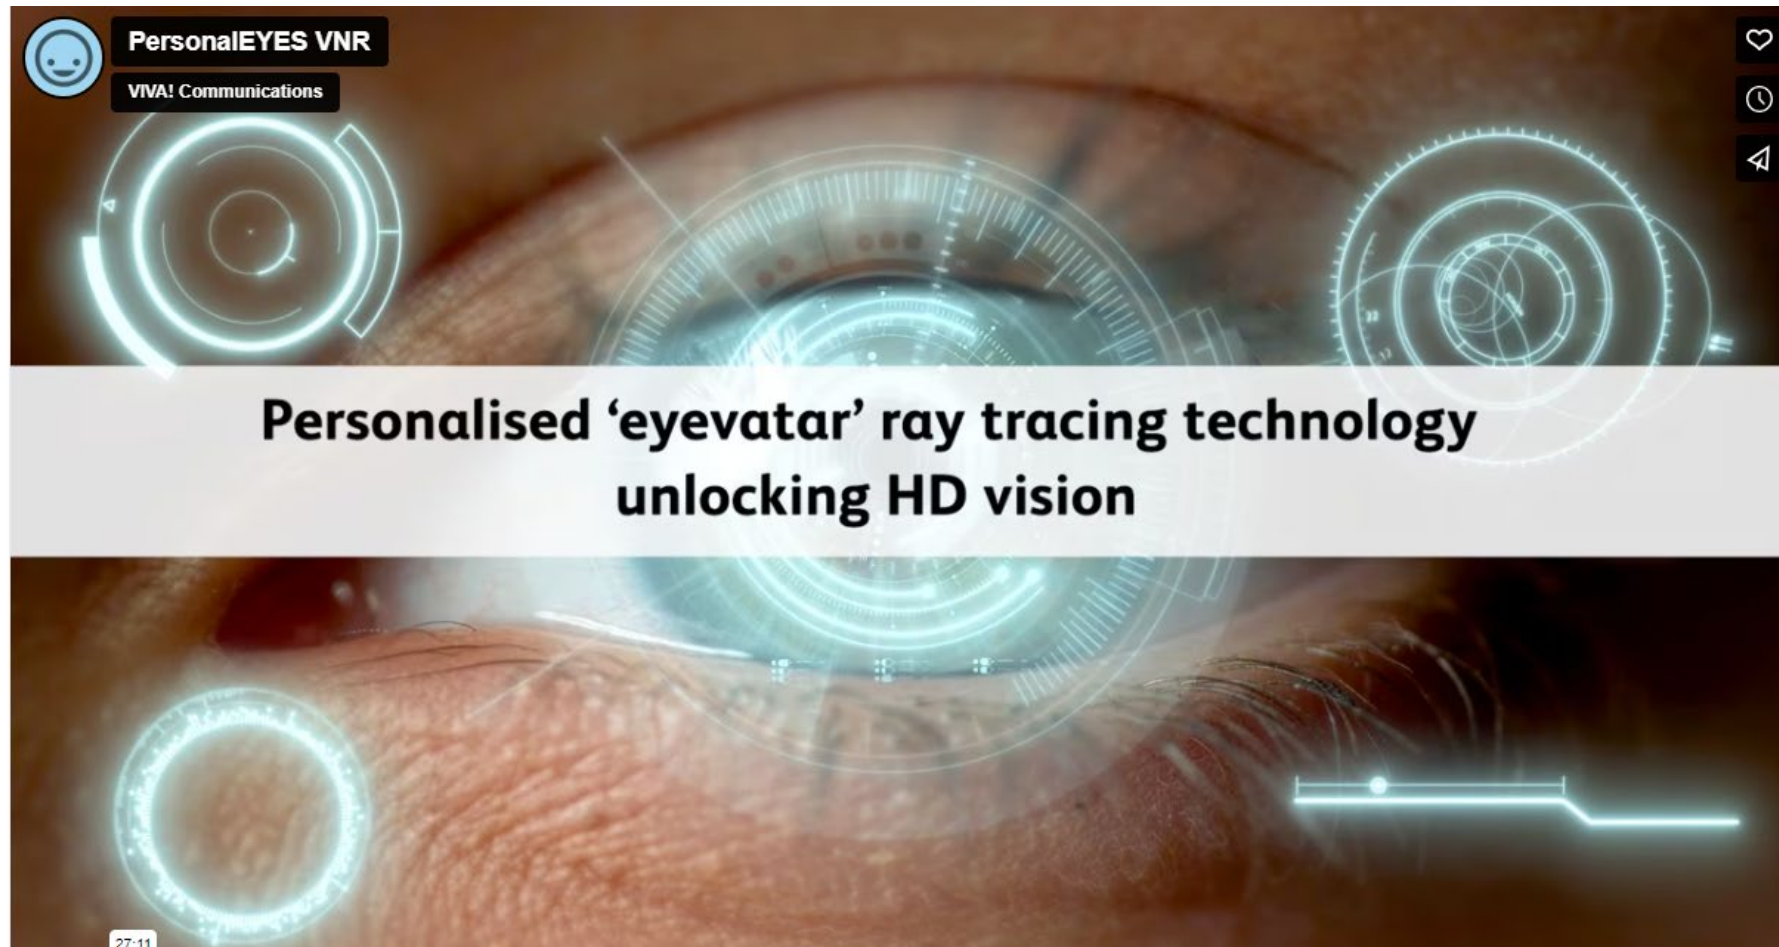 PersonalEYES VNR
VIVA! Communications
Personalised ‘eyevatar’ ray tracing technology
unlocking HD vision
27:11